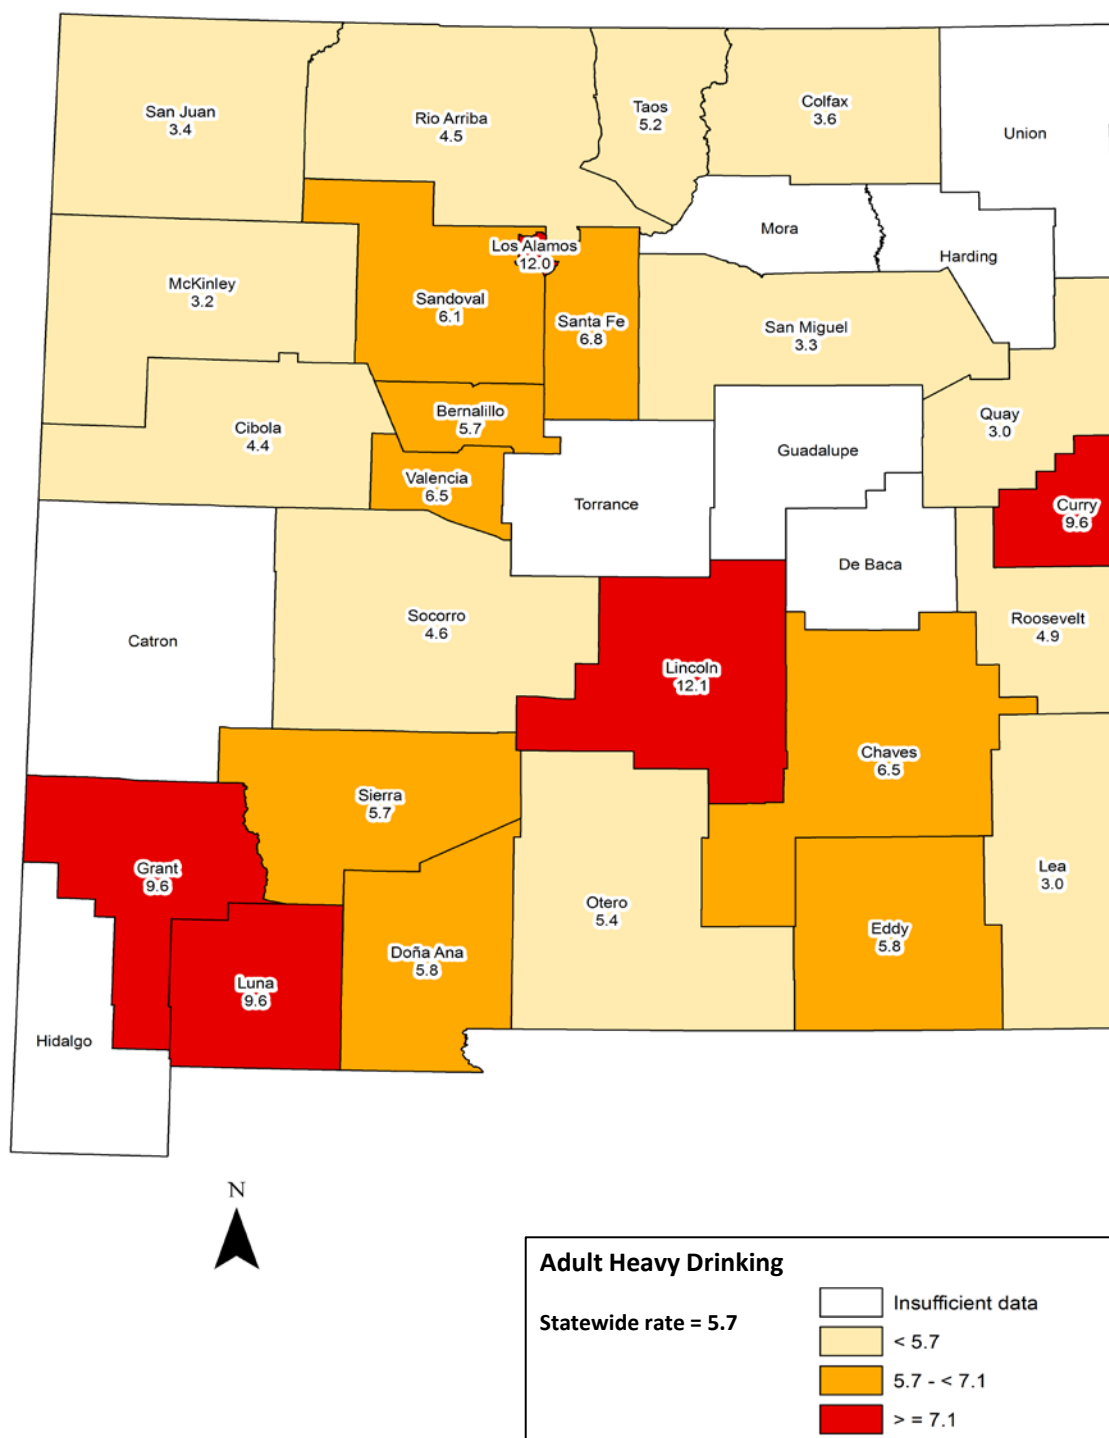 San Juan
3.4
Rio Arriba
4.5
Taos
5.2
Colfax
3.6
Union
Mora
Harding
Los Alamos
12.0
McKinley
3.2
Sandoval
6.1
Santa Fe
6.8
San Miguel
3.3
Bernalillo
5.7
Cibola
4.4
Quay
3.0
Guadalupe
Valencia
6.5
Torrance
Curry
9.6
De Baca
Socorro
4.6
Roosevelt
4.9
Catron
Lincoln
12.1
Chaves
6.5
Sierra
5.7
Grant
9.6
Lea
3.0
Otero
5.4
Eddy
5.8
Doña Ana
5.8
Luna
9.6
Hidalgo
N
Adult Heavy Drinking
Statewide rate = 5.7
Insufficient data
< 5.7
5.7 - < 7.1
> = 7.1